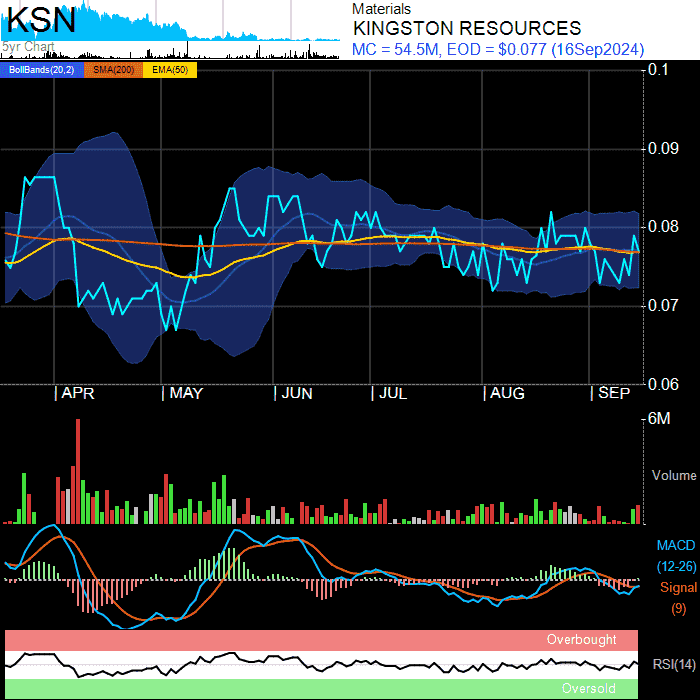 KSN
5yr Chart
Materials
KINGSTON RESOURCES
MC = 54.5M, EOD = $0.077 (16Sep2024)
BollBands(20,2) SMA(200) EMA(50)
0.1
0.09
0.08
0.07
0.06
| APR | MAY | JUN | JUL | AUG | SEP
6M
Volume
MACD
(12-26)
Signal
(9)
Overbought
RSI(14)
Oversold